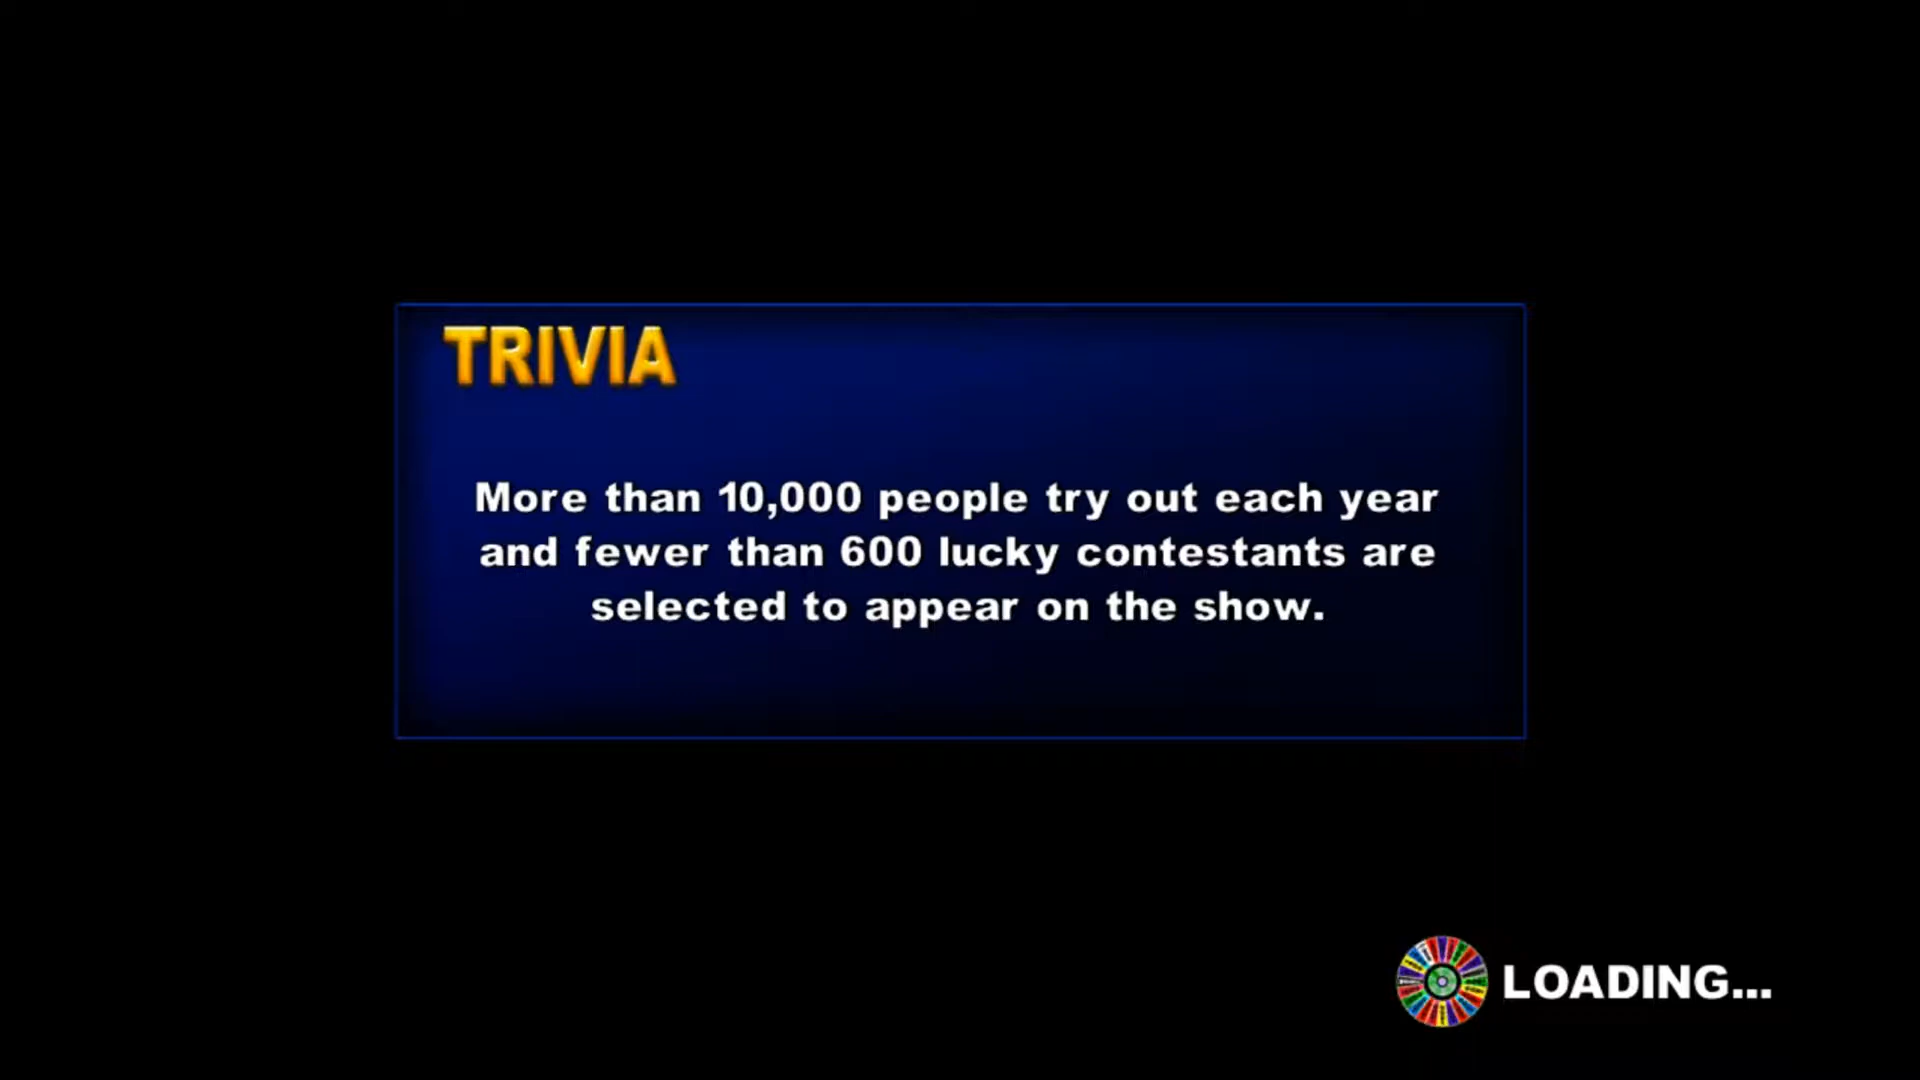 TRIVIA
More than 10,000 people try out each year
and fewer than 600 lucky contestants are
selected to appear on the show.
LOADING...